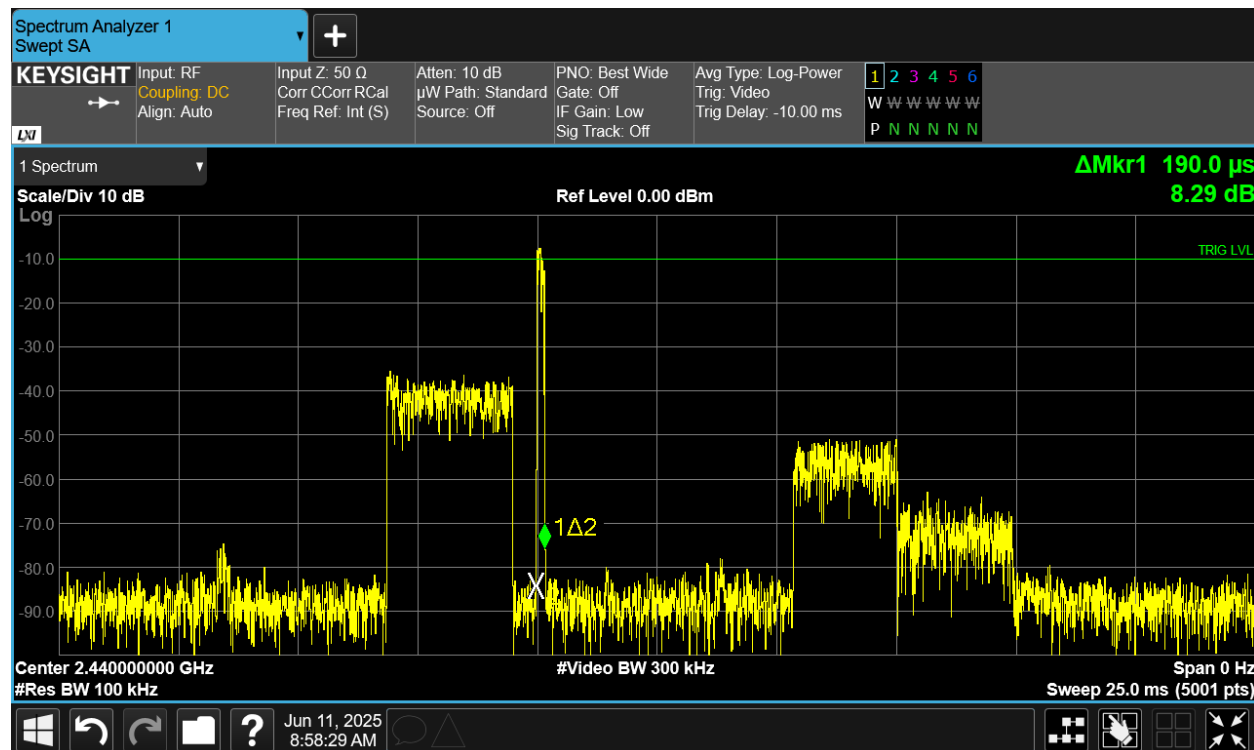 Spectrum Analyzer 1
Swept SA
KEYSIGHT
LXI
Input: RF
Coupling: DC
Align: Auto
Input Z: 50 Ω
Corr CCorr RCal
Freq Ref: Int (S)
Atten: 10 dB
µW Path: Standard
Source: Off
PNO: Best Wide
Gate: Off
IF Gain: Low
Sig Track: Off
Avg Type: Log-Power
Trig: Video
Trig Delay: -10.00 ms
1 2 3 4 5 6
W W W W W W
P N N N N N
1 Spectrum
ΔMkr1 190.0 µs
8.29 dB
Scale/Div 10 dB
Ref Level 0.00 dBm
Log
TRIG LVL
-10.0
-20.0
-30.0
-40.0
-50.0
-60.0
-70.0
-80.0
-90.0
1Δ2
X
Center 2.440000000 GHz
#Video BW 300 kHz
Span 0 Hz
#Res BW 100 kHz
Sweep 25.0 ms (5001 pts)
?
Jun 11, 2025
8:58:29 AM